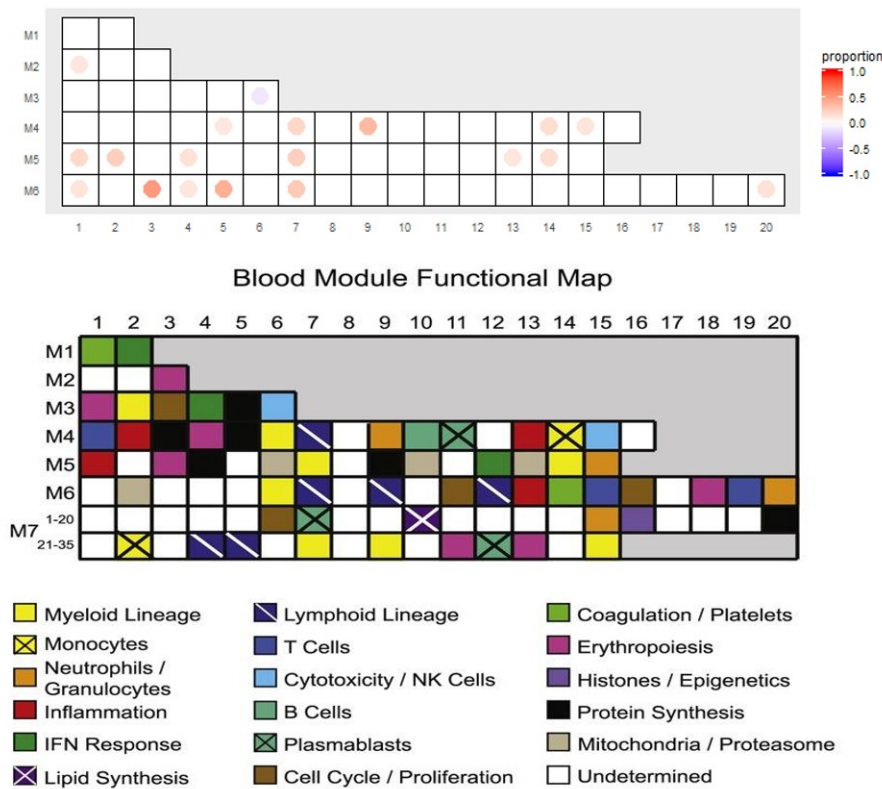 M1
M2
M3
M4
M5
M6
1 2 3 4 5 6 7 8 9 10 11 12 13 14 15 16 17 18 19 20
proportion
1.0
0.5
0.0
-0.5
-1.0
Blood Module Functional Map
1 2 3 4 5 6 7 8 9 10 11 12 13 14 15 16 17 18 19 20
M1
M2
M3
M4
M5
M6
M7 1-20
21-35
Myeloid Lineage
Monocytes
Neutrophils /
Granulocytes
Inflammation
IFN Response
Lipid Synthesis
Lymphoid Lineage
T Cells
Cytotoxicity / NK Cells
B Cells
Plasmablasts
Cell Cycle / Proliferation
Coagulation / Platelets
Erythropoiesis
Histones / Epigenetics
Protein Synthesis
Mitochondria / Proteasome
Undetermined